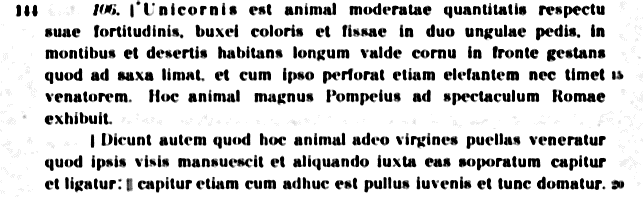 144 106. |*Unicornis est animal moderatae quantitatis respectu
suae fortitudinis, buxei coloris et fissae in duo ungulae pedis, in
montibus et desertis habitans longum valde cornu in fronte gestans
quod ad saxa limat, et cum ipso perforat etiam elefantem nec timet 15
venatorem. Hoc animal magnus Pompeius ad spectaculum Romae
exhibuit.
| Dicunt autem quod hoc animal adeo virgines puellas veneratur
quod ipsis visis mansuescit et aliquando iuxta eas soporatum capitur
et ligatur: || capitur etiam cum adhuc est pullus iuvenis et tunc domatur. 20